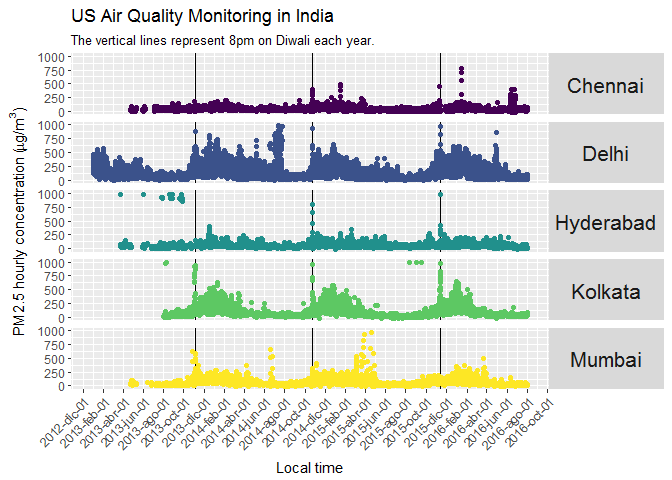 US Air Quality Monitoring in India
The vertical lines represent 8pm on Diwali each year.
PM 2.5 hourly concentration (μg/m³)
1000
750
500
250
0
Chennai
1000
750
500
250
0
Delhi
1000
750
500
250
0
Hyderabad
1000
750
500
250
0
Kolkata
1000
750
500
250
0
Mumbai
2012-dic-01
2013-feb-01
2013-abr-01
2013-jun-01
2013-ago-01
2013-oct-01
2013-dic-01
2014-feb-01
2014-abr-01
2014-jun-01
2014-ago-01
2014-oct-01
2014-dic-01
2015-feb-01
2015-abr-01
2015-jun-01
2015-ago-01
2015-oct-01
2015-dic-01
2016-feb-01
2016-abr-01
2016-jun-01
2016-ago-01
2016-oct-01
Local time